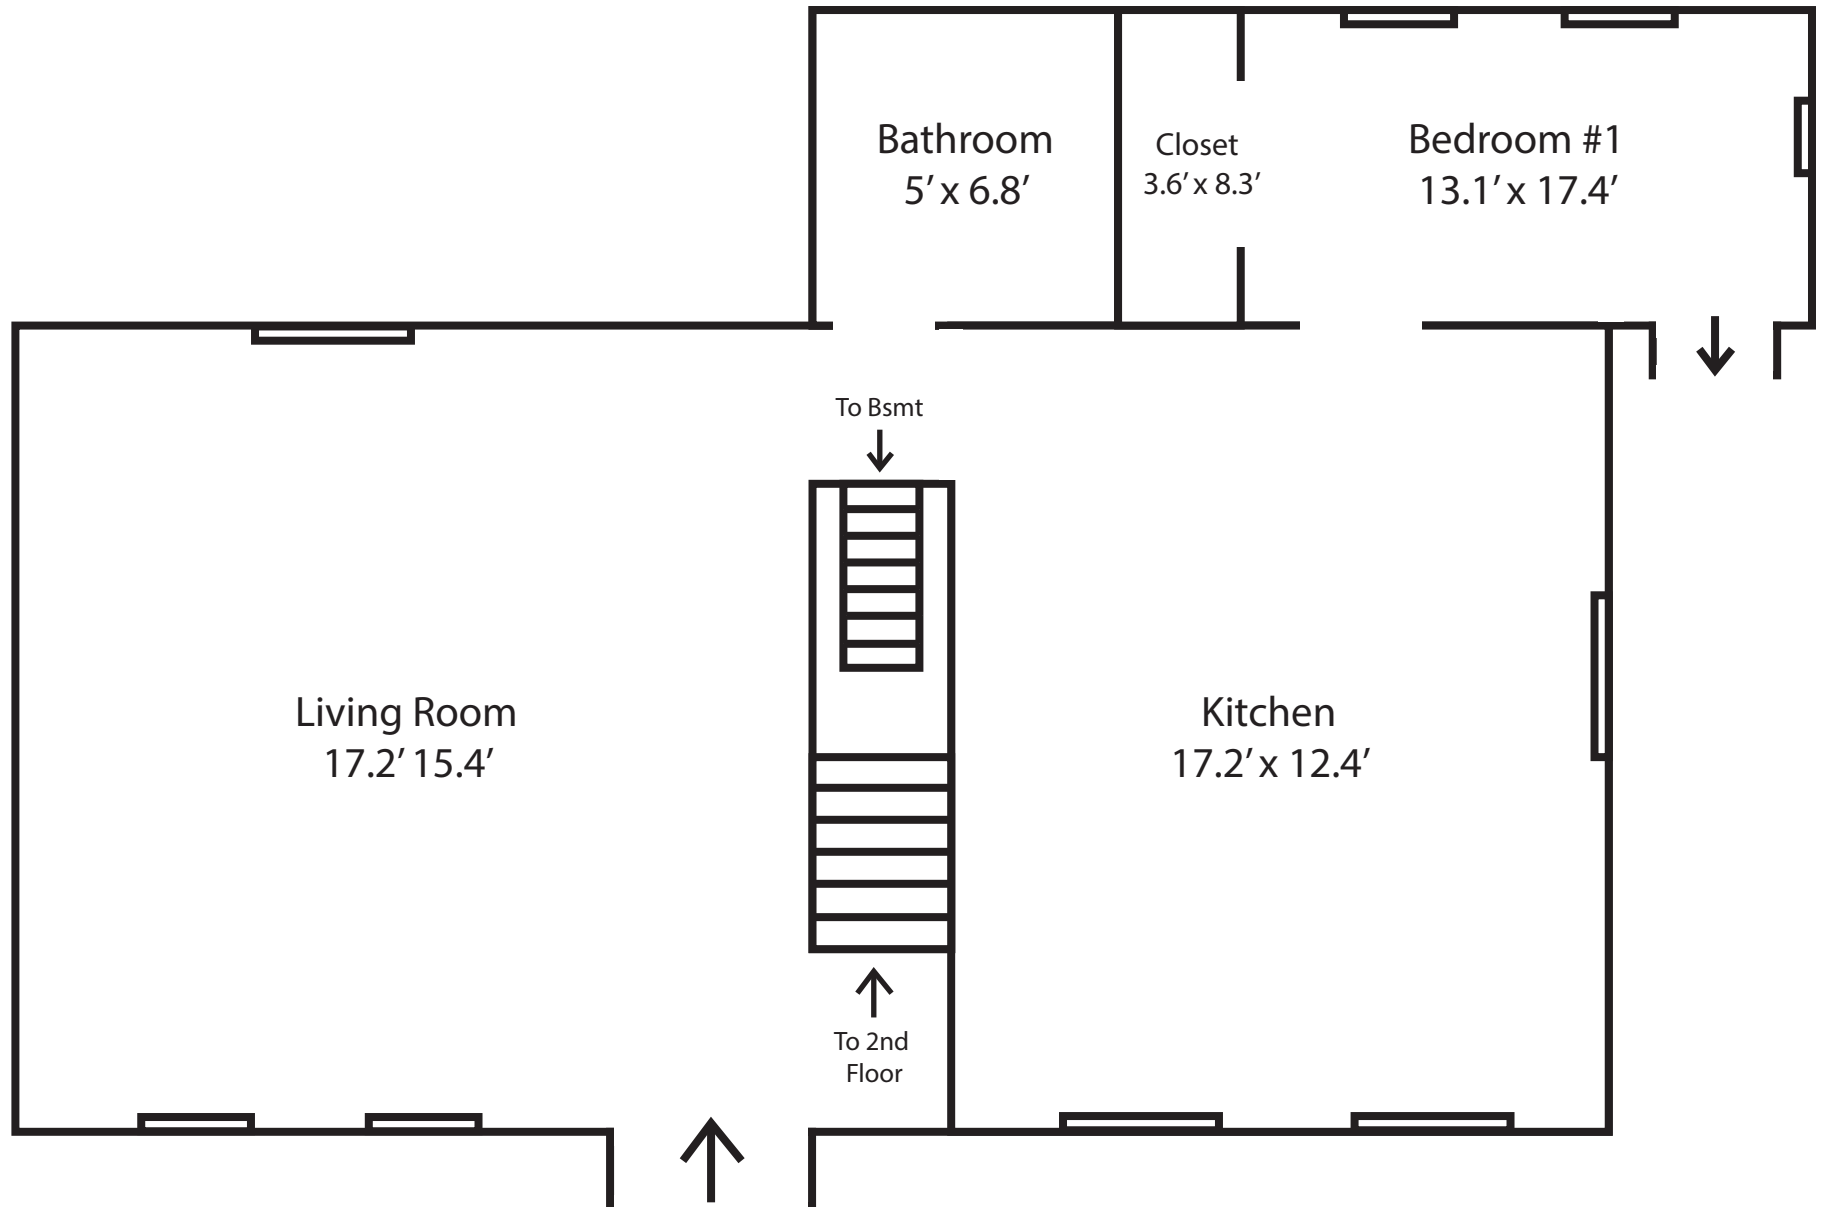 Bathroom
5’ x 6.8’
Closet
3.6’ x 8.3’
Bedroom #1
13.1’ x 17.4’
To Bsmt
Living Room
17.2’ 15.4’
Kitchen
17.2’ x 12.4’
To 2nd
Floor